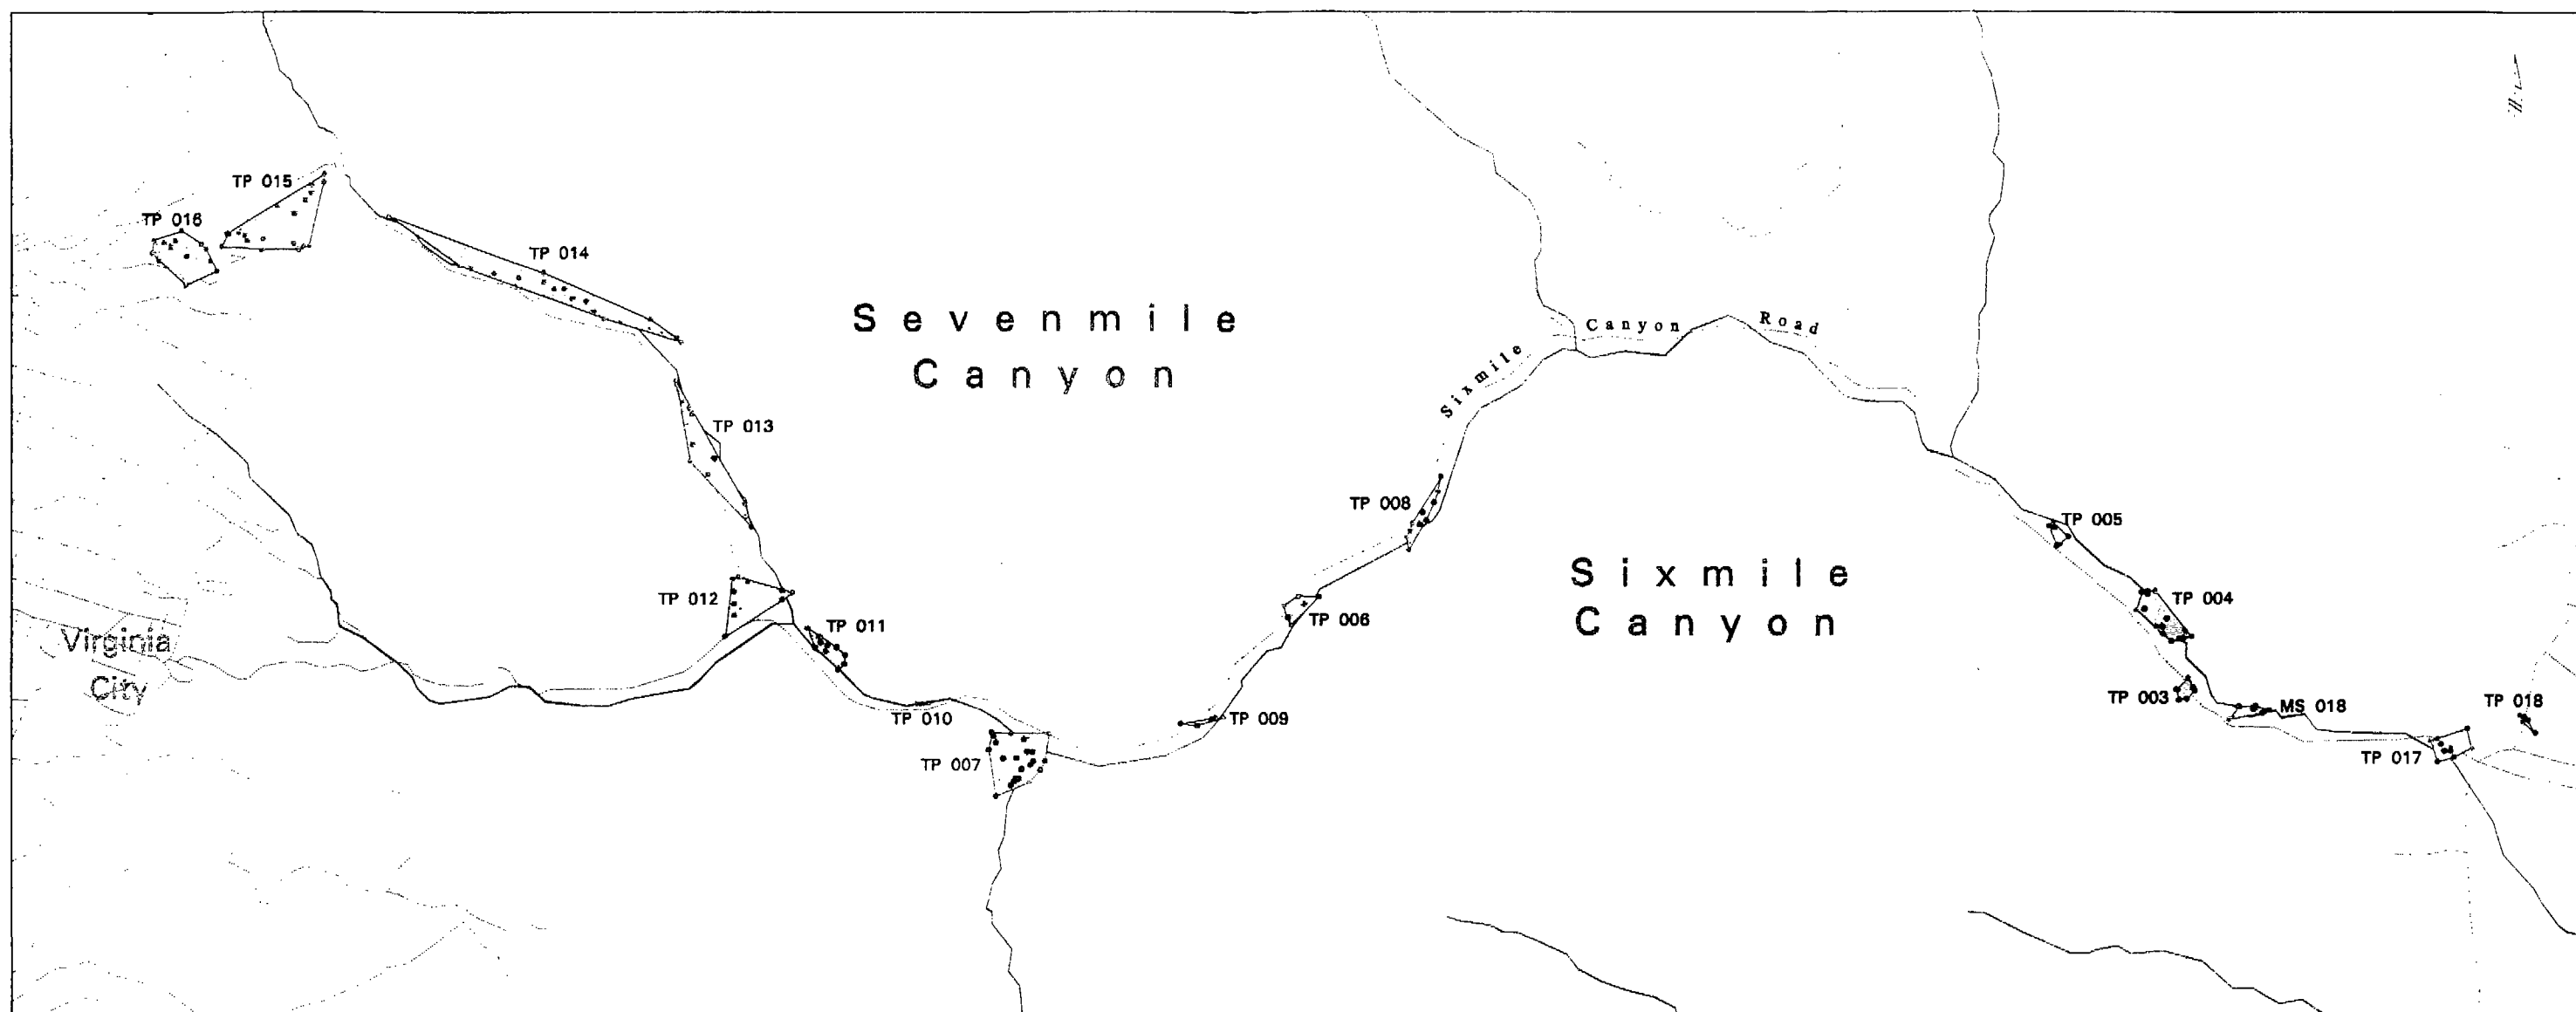 TP 015
TP 016
TP 014
Sevenmile
Canyon
Canyon Road
Sixmile
TP 013
TP 008
TP 005
Sixmile
Canyon
TP 012
TP 004
TP 006
TP 011
Virginia
City
TP 003
MS 018
TP 018
TP 010
TP 009
TP 007
TP 017